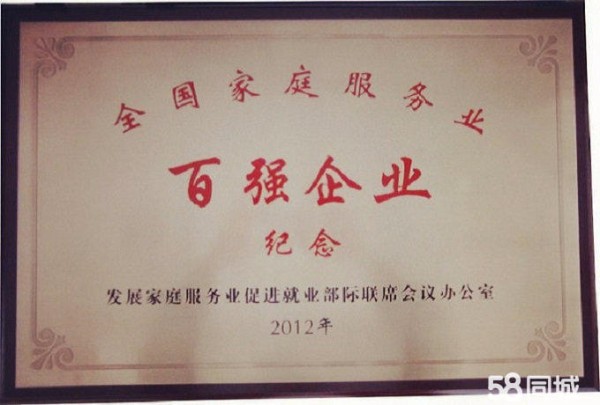 全国家庭服务业
百强企业
纪念
发展家庭服务业促进就业部际联席会议办公室
2012年
58同城